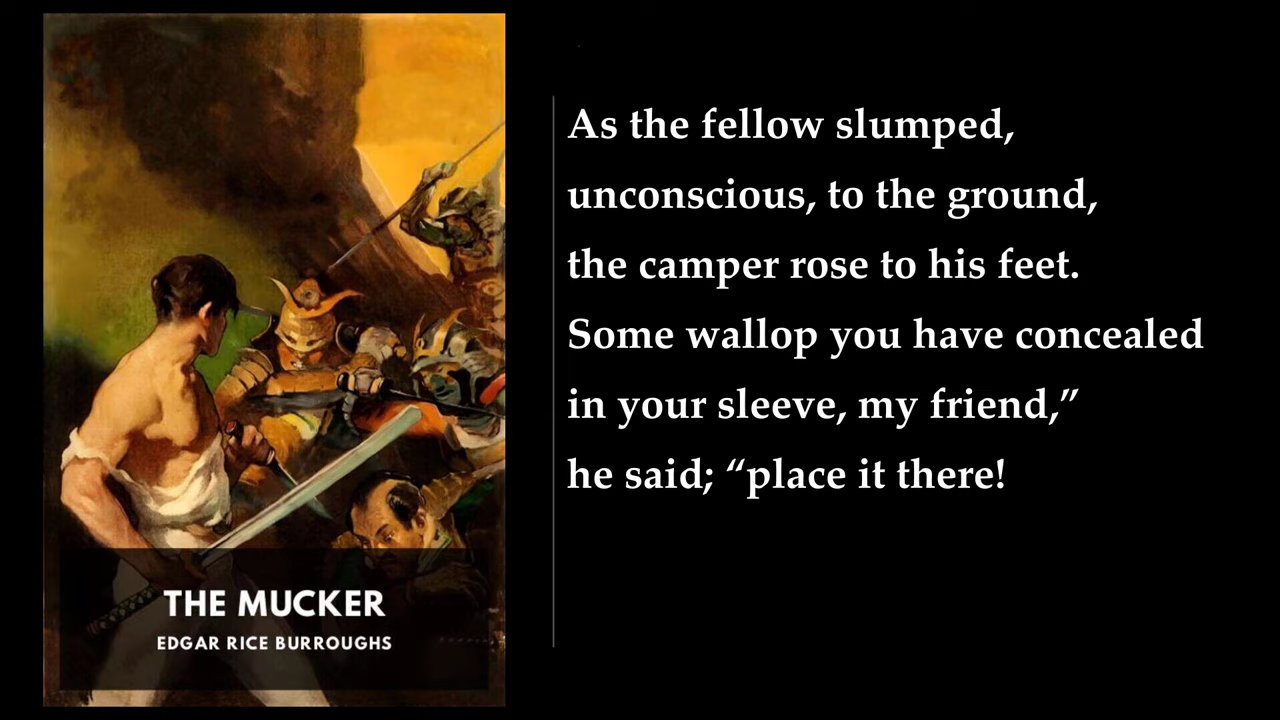 THE MUCKER
EDGAR RICE BURROUGHS
As the fellow slumped,
unconscious, to the ground,
the camper rose to his feet.
Some wallop you have concealed
in your sleeve, my friend,”
he said; “place it there!